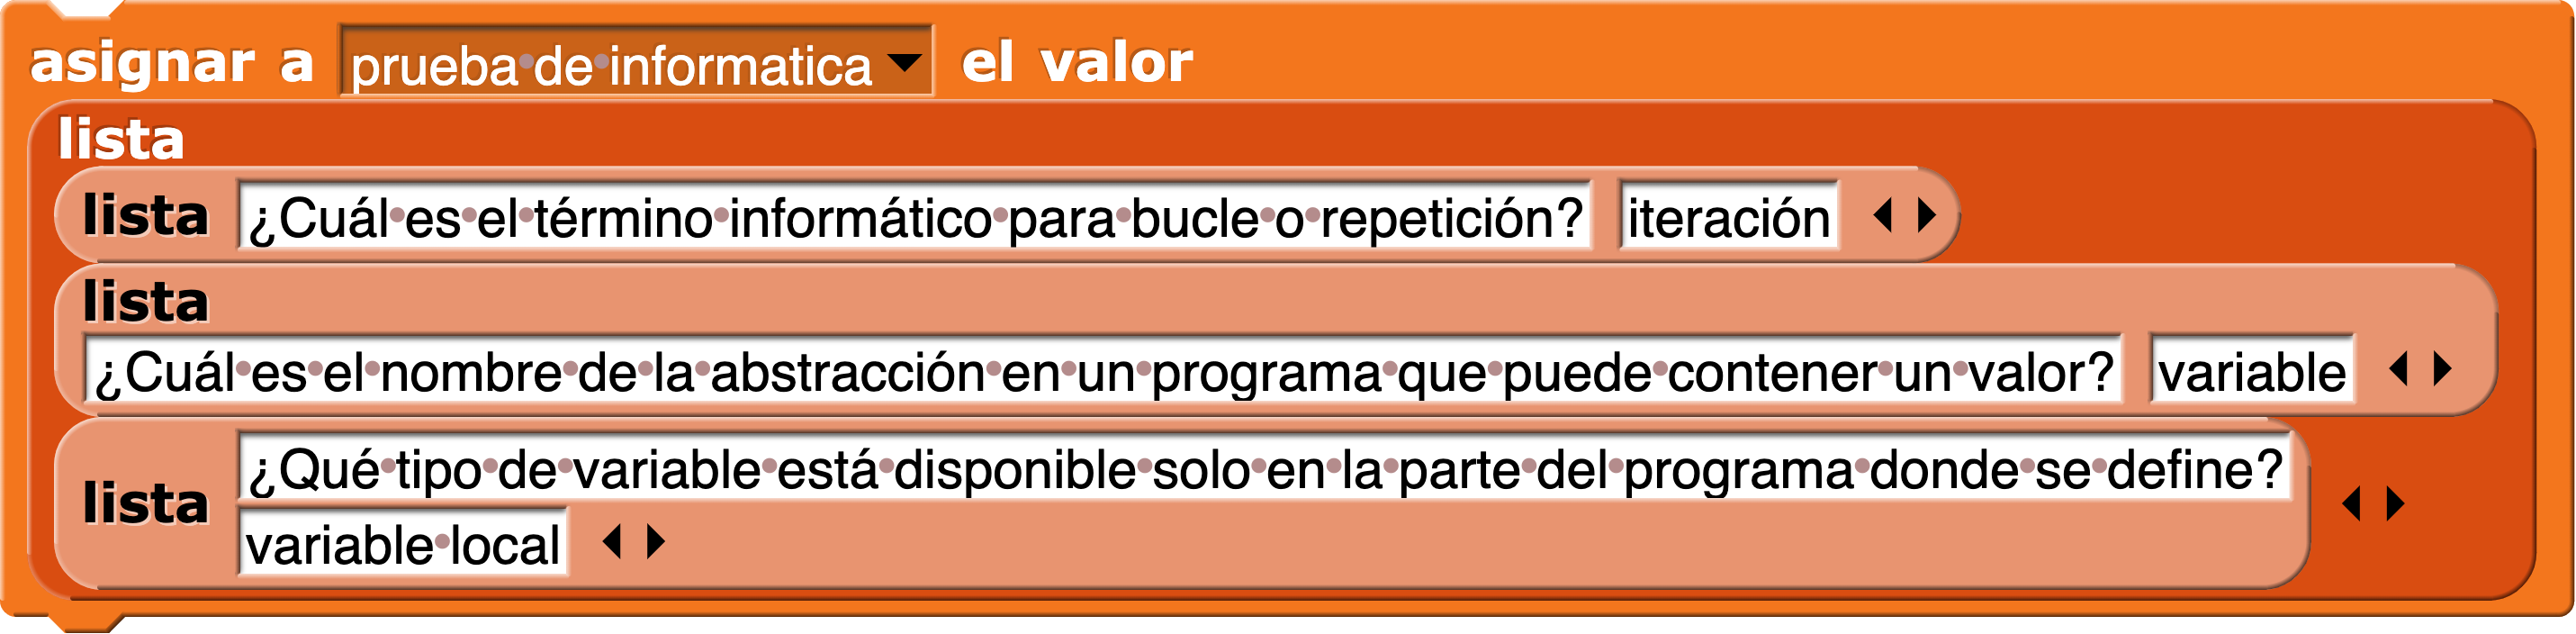 asignar a prueba de informatica el valor
lista
lista ¿Cuál es el término informático para bucle o repetición? iteración
lista
¿Cuál es el nombre de la abstracción en un programa que puede contener un valor? variable
¿Qué tipo de variable está disponible solo en la parte del programa donde se define?
lista
variable local